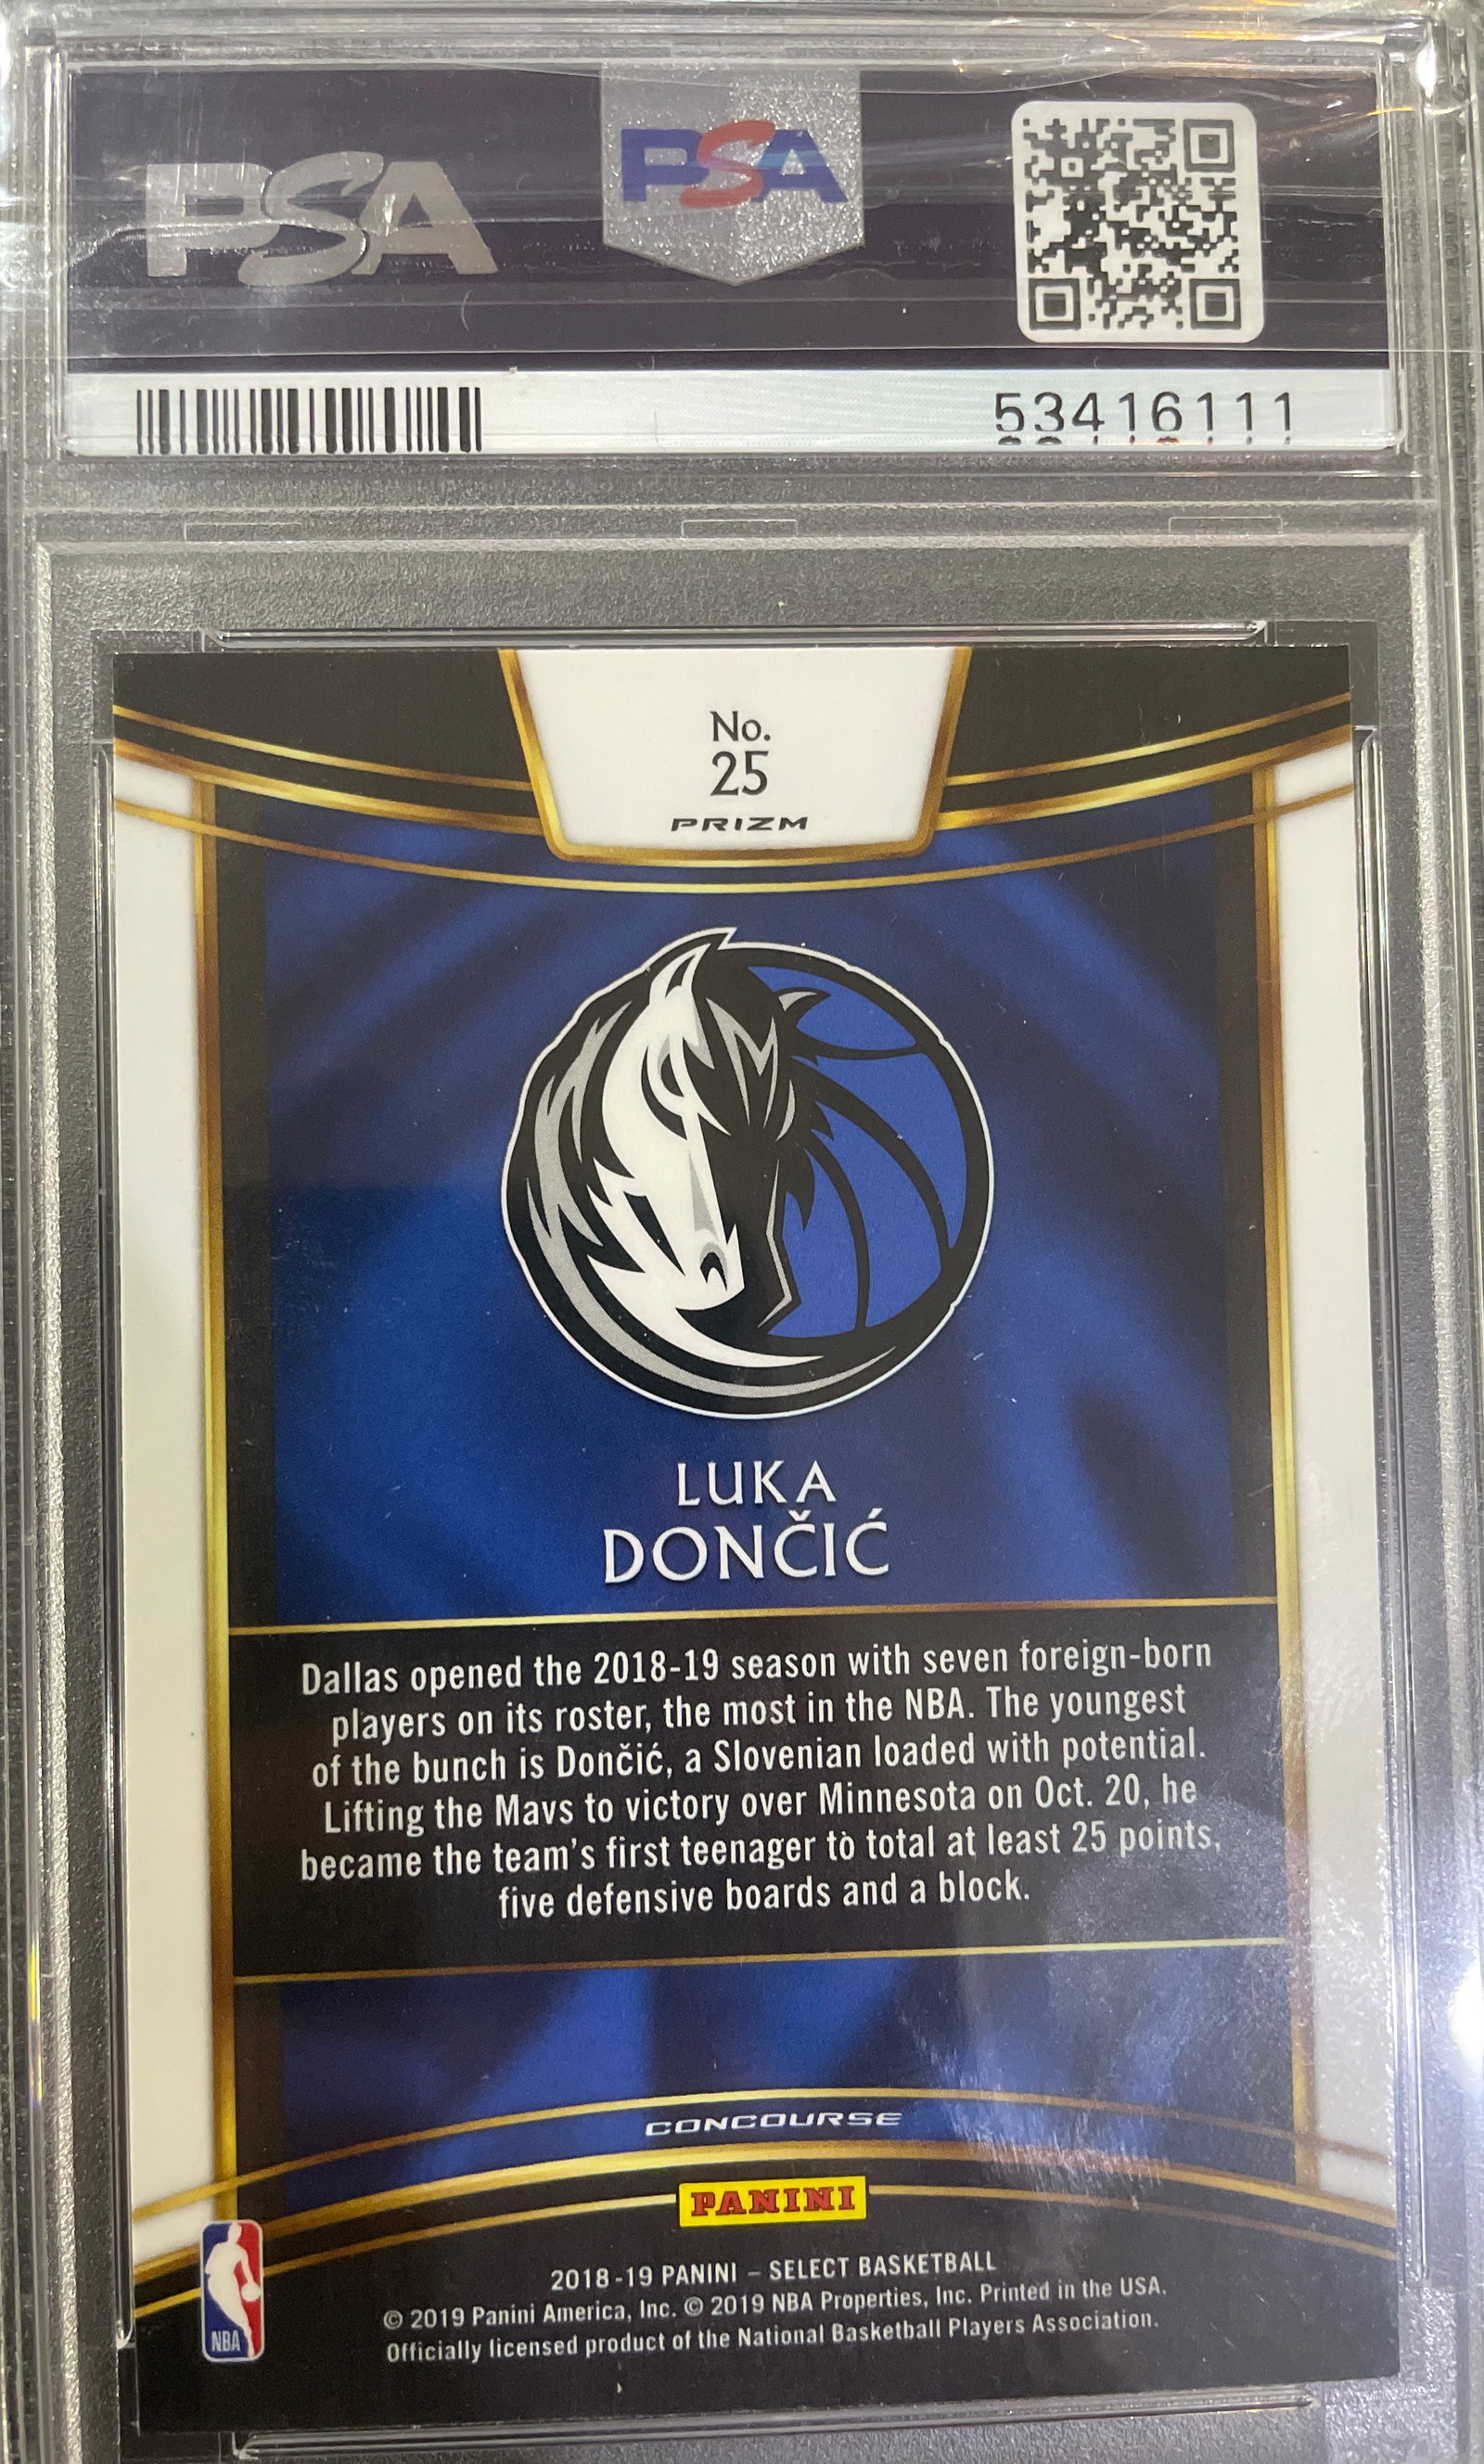 PSA
PSA
53416111
No.
25
PRIZM
LUKA
DONČIĆ
Dallas opened the 2018-19 season with seven foreign-born
players on its roster, the most in the NBA. The youngest
of the bunch is Dončić, a Slovenian loaded with potential.
Lifting the Mavs to victory over Minnesota on Oct. 20, he
became the team's first teenager to total at least 25 points,
five defensive boards and a block.
CONCOURSE
PANINI
2018-19 PANINI – SELECT BASKETBALL
© 2019 Panini America, Inc. © 2019 NBA Properties, Inc. Printed in the USA.
Officially licensed product of the National Basketball Players Association.
NBA